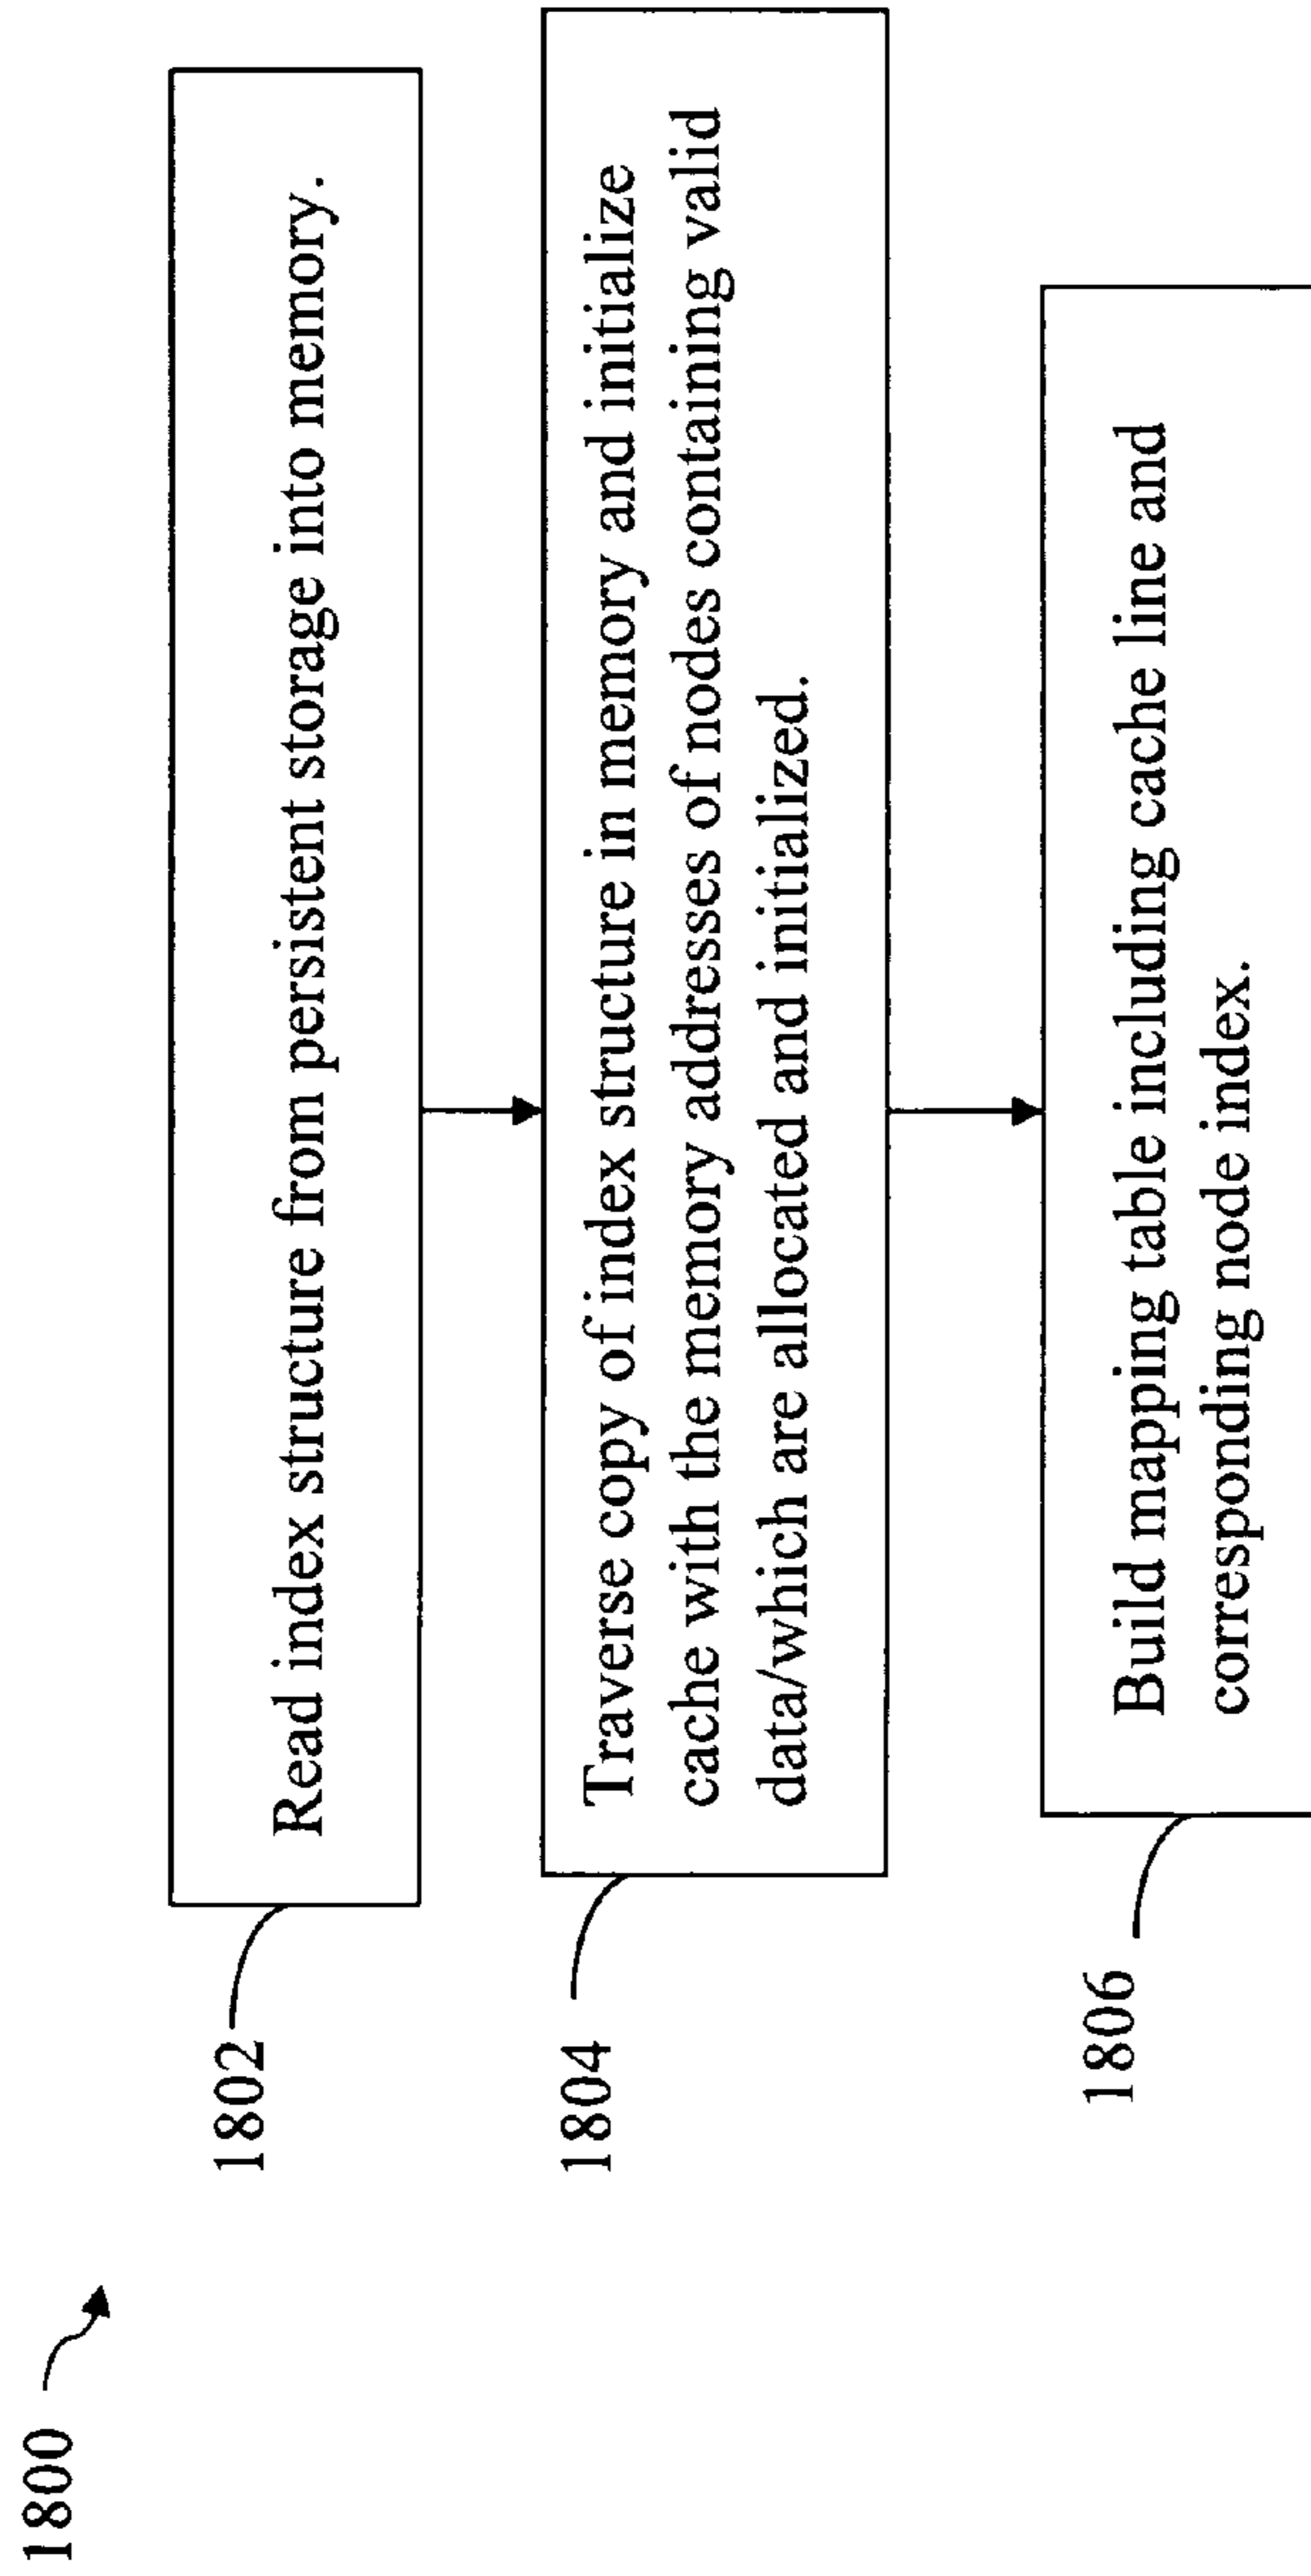 1800
1802
Read index structure from persistent storage into memory.
1804
Traverse copy of index structure in memory and initialize
cache with the memory addresses of nodes containing valid
data/which are allocated and initialized.
1806
Build mapping table including cache line and
corresponding node index.